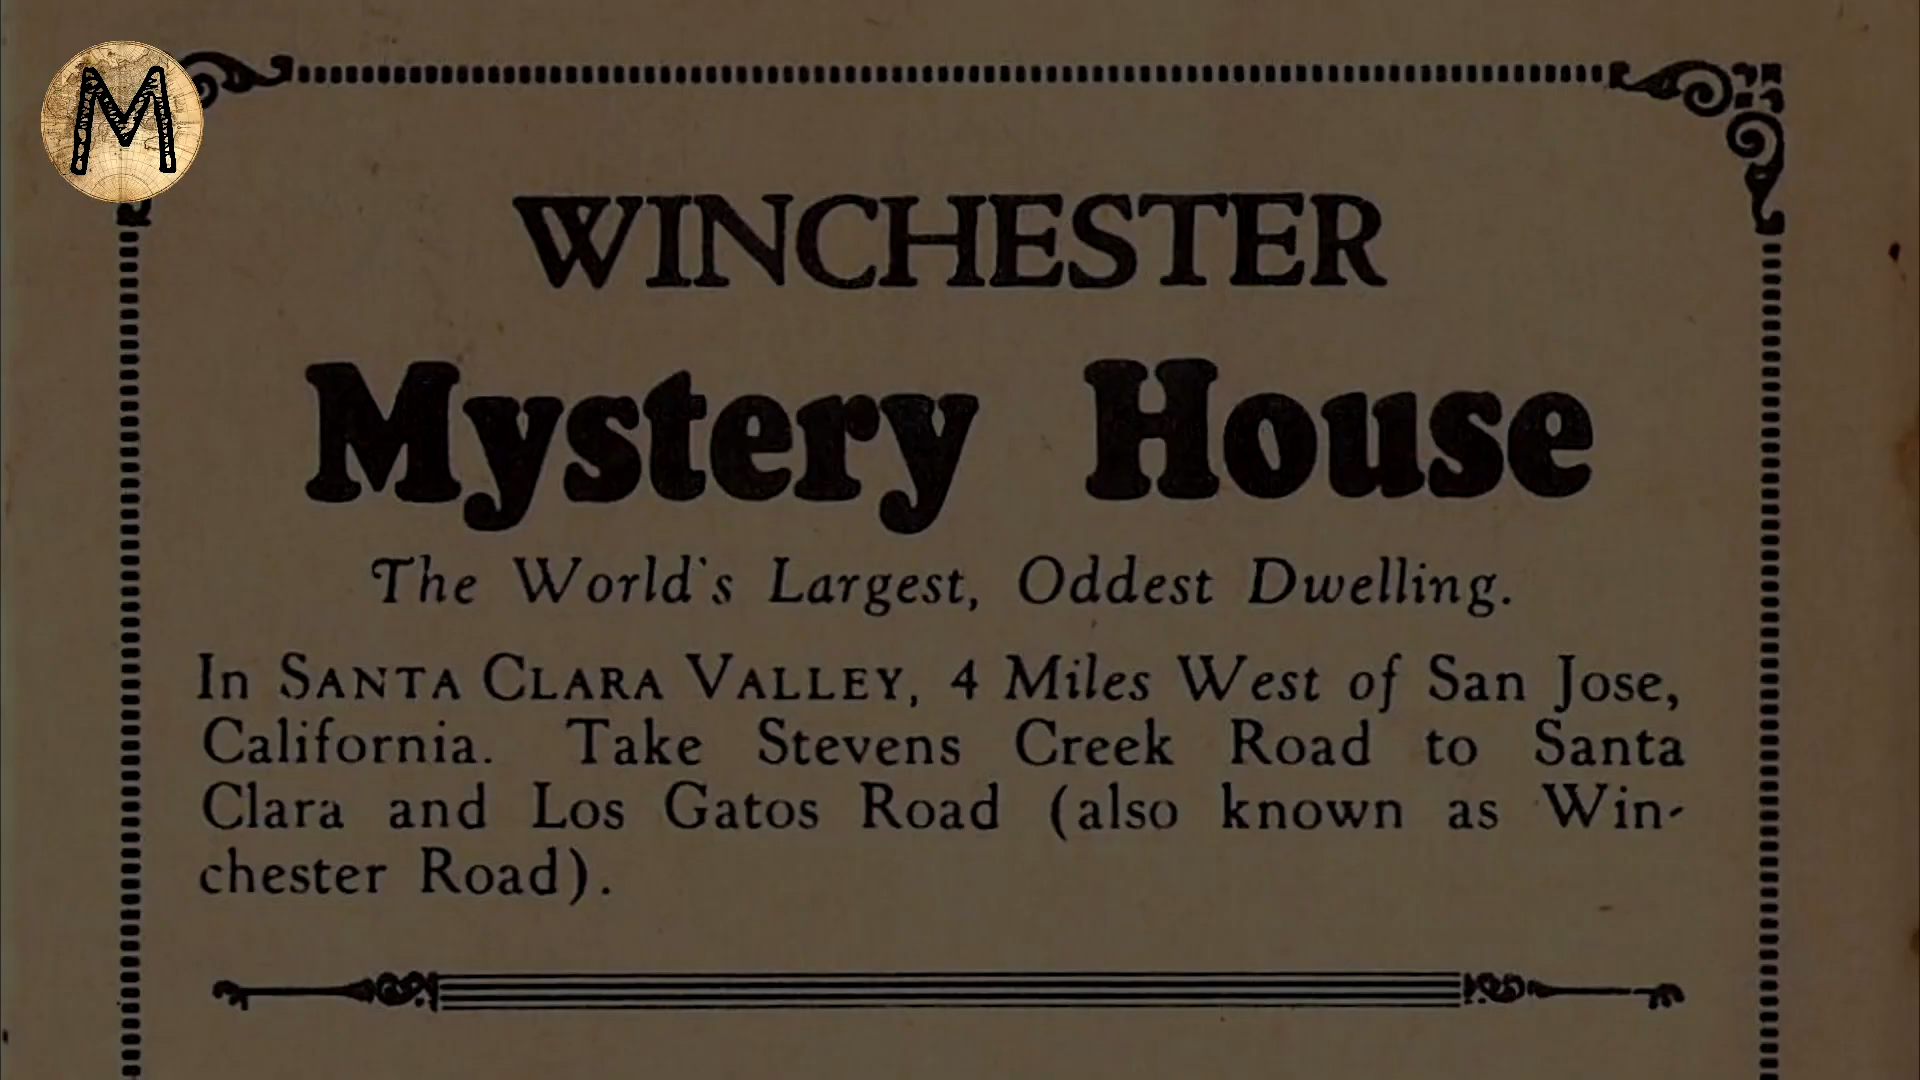 M
WINCHESTER
Mystery House
The World's Largest, Oddest Dwelling.
In SANTA CLARA VALLEY, 4 Miles West of San Jose,
California. Take Stevens Creek Road to Santa
Clara and Los Gatos Road (also known as Win-
chester Road).